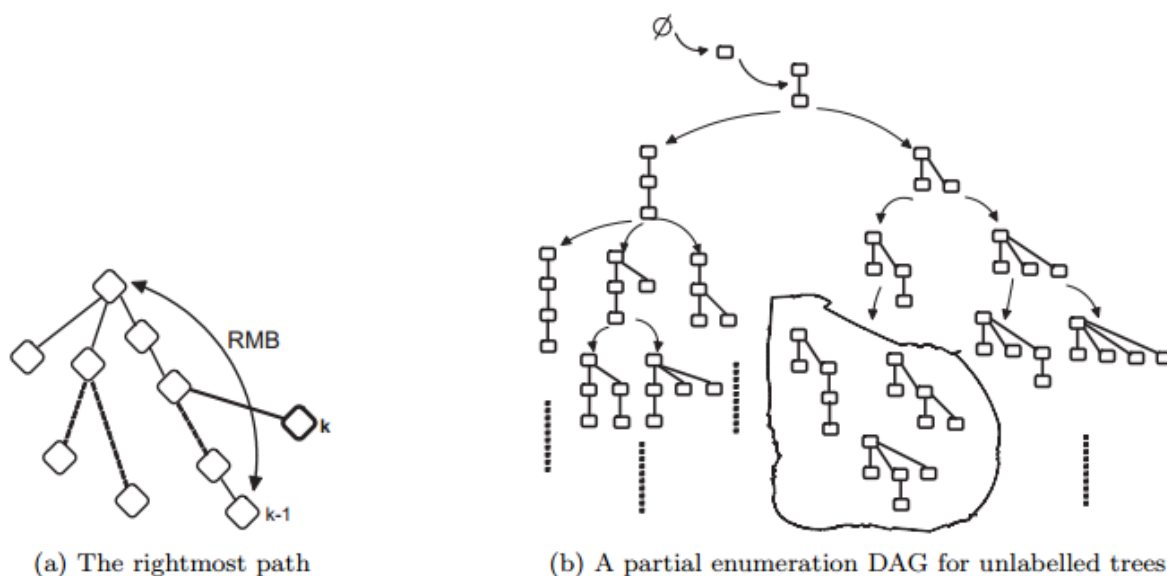 ∅
RMB
k
k-1
(a) The rightmost path
(b) A partial enumeration DAG for unlabelled trees